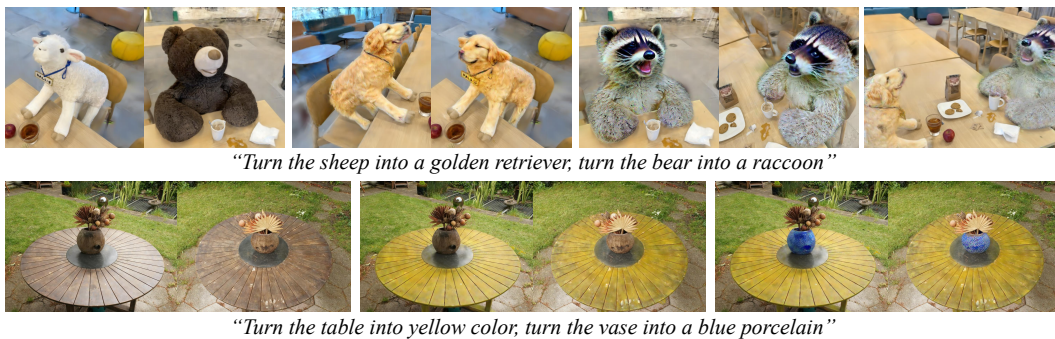 “Turn the sheep into a golden retriever, turn the bear into a raccoon”
“Turn the table into yellow color, turn the vase into a blue porcelain”